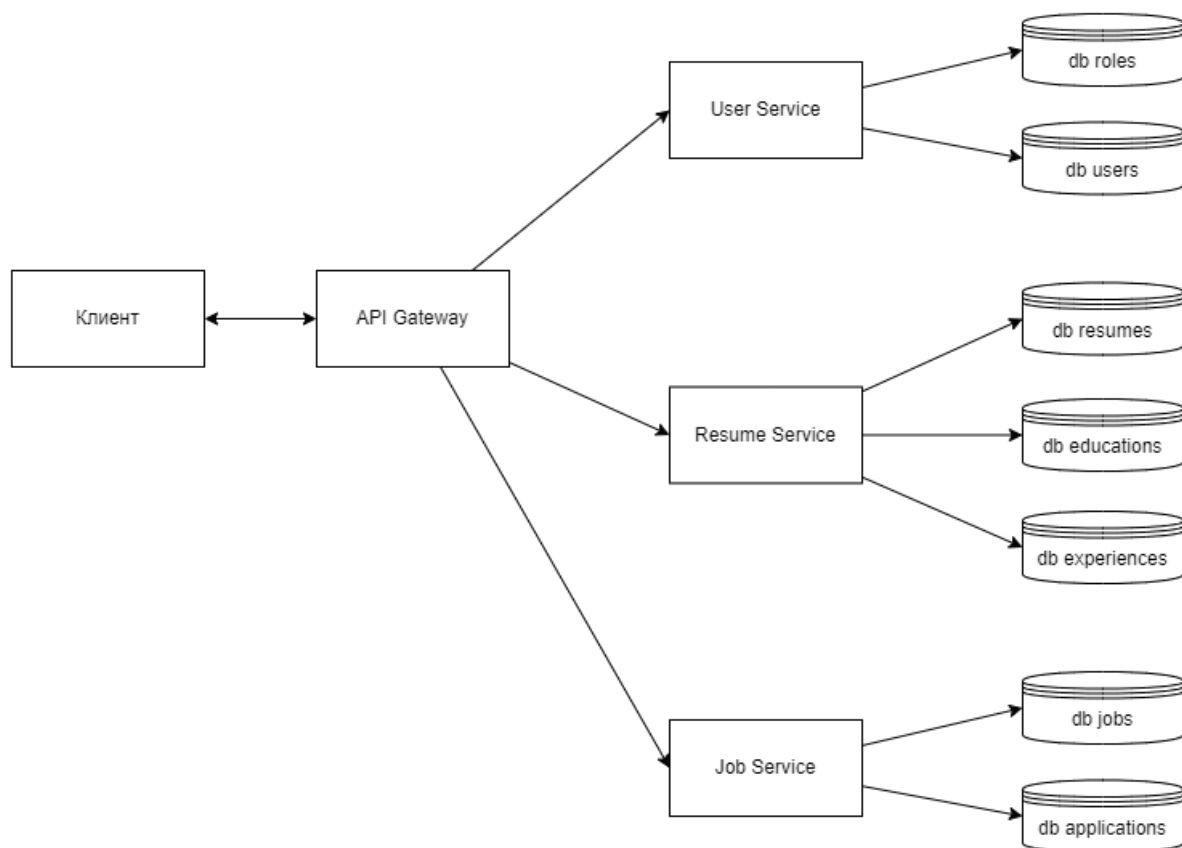 Клиент
API Gateway
User Service
db roles
db users
Resume Service
db resumes
db educations
db experiences
Job Service
db jobs
db applications